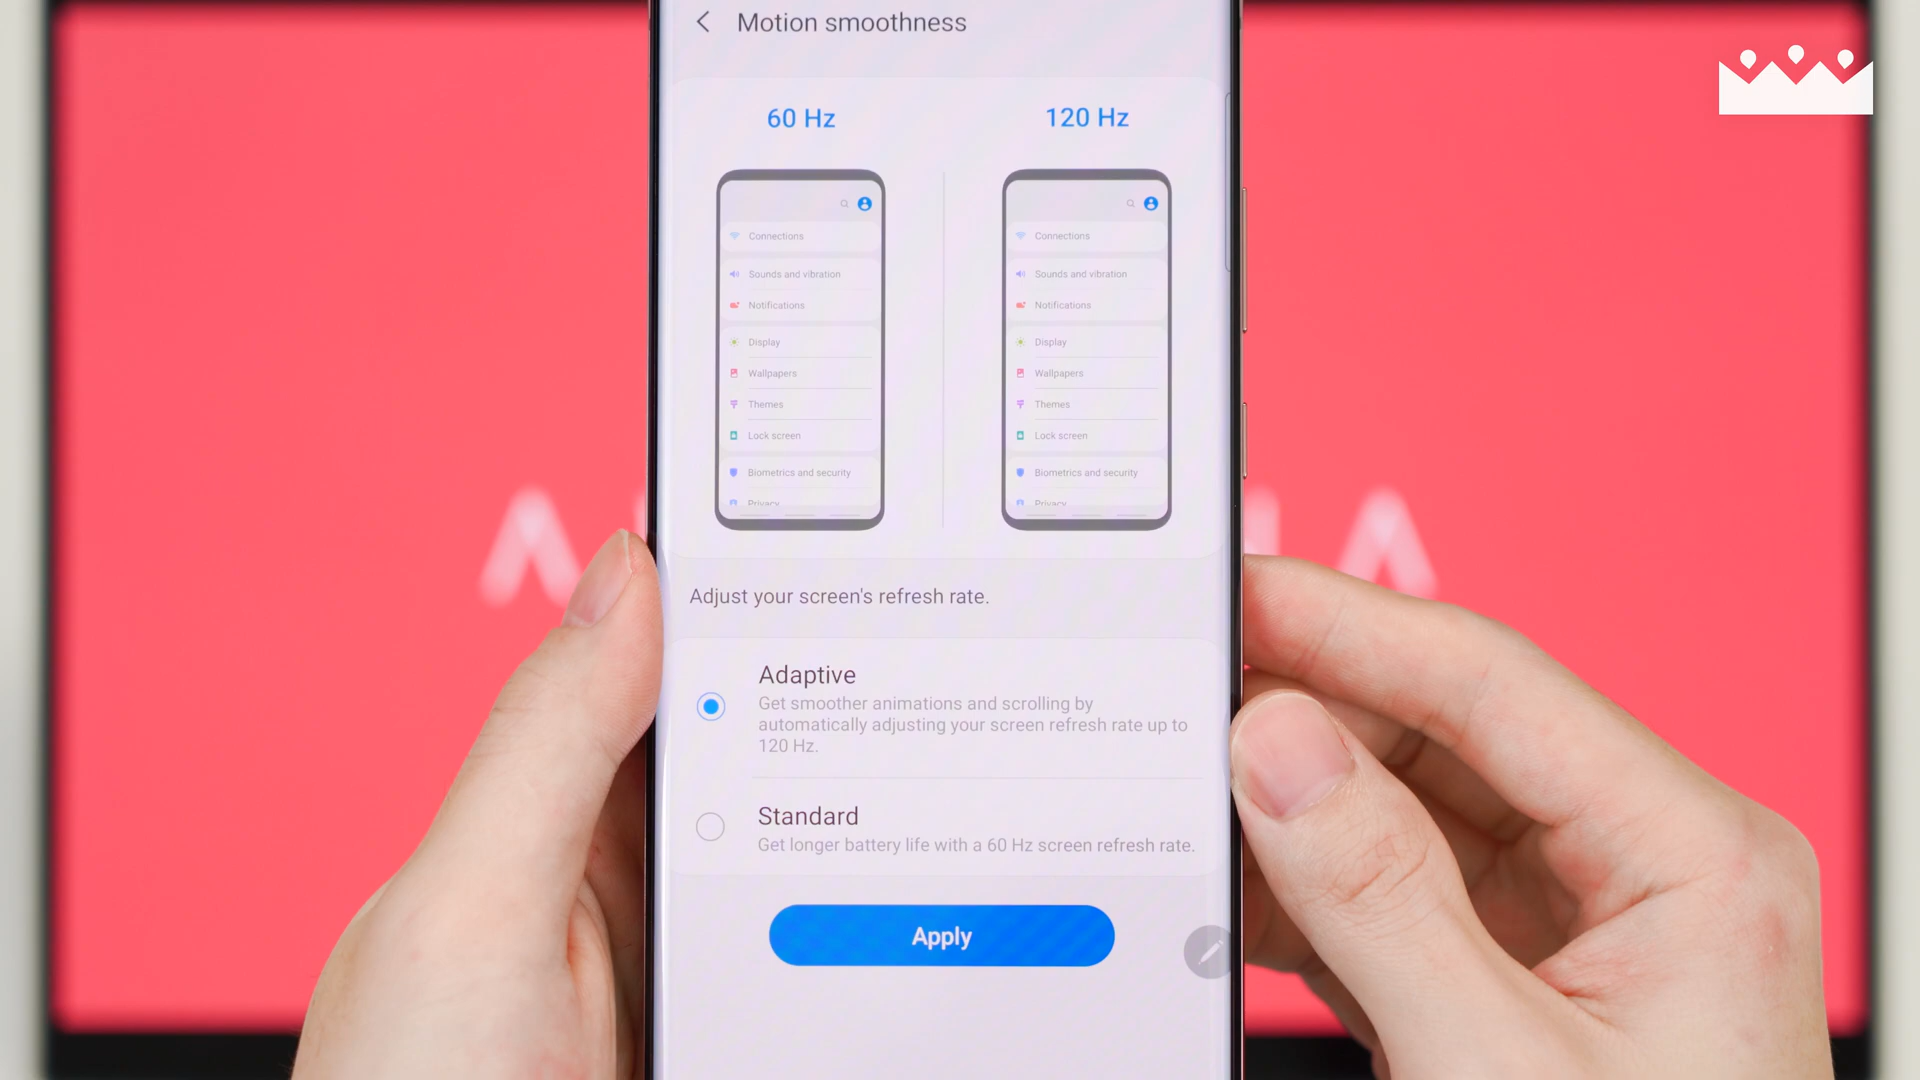 Motion smoothness
60 Hz
120 Hz
Connections
Sounds and vibration
Notifications
Display
Wallpapers
Themes
Lock screen
Biometrics and security
Privacy
Connections
Sounds and vibration
Notifications
Display
Wallpapers
Themes
Lock screen
Biometrics and security
Privacy
Adjust your screen's refresh rate.
Adaptive
Get smoother animations and scrolling by
automatically adjusting your screen refresh rate up to
120 Hz.
Standard
Get longer battery life with a 60 Hz screen refresh rate.
Apply